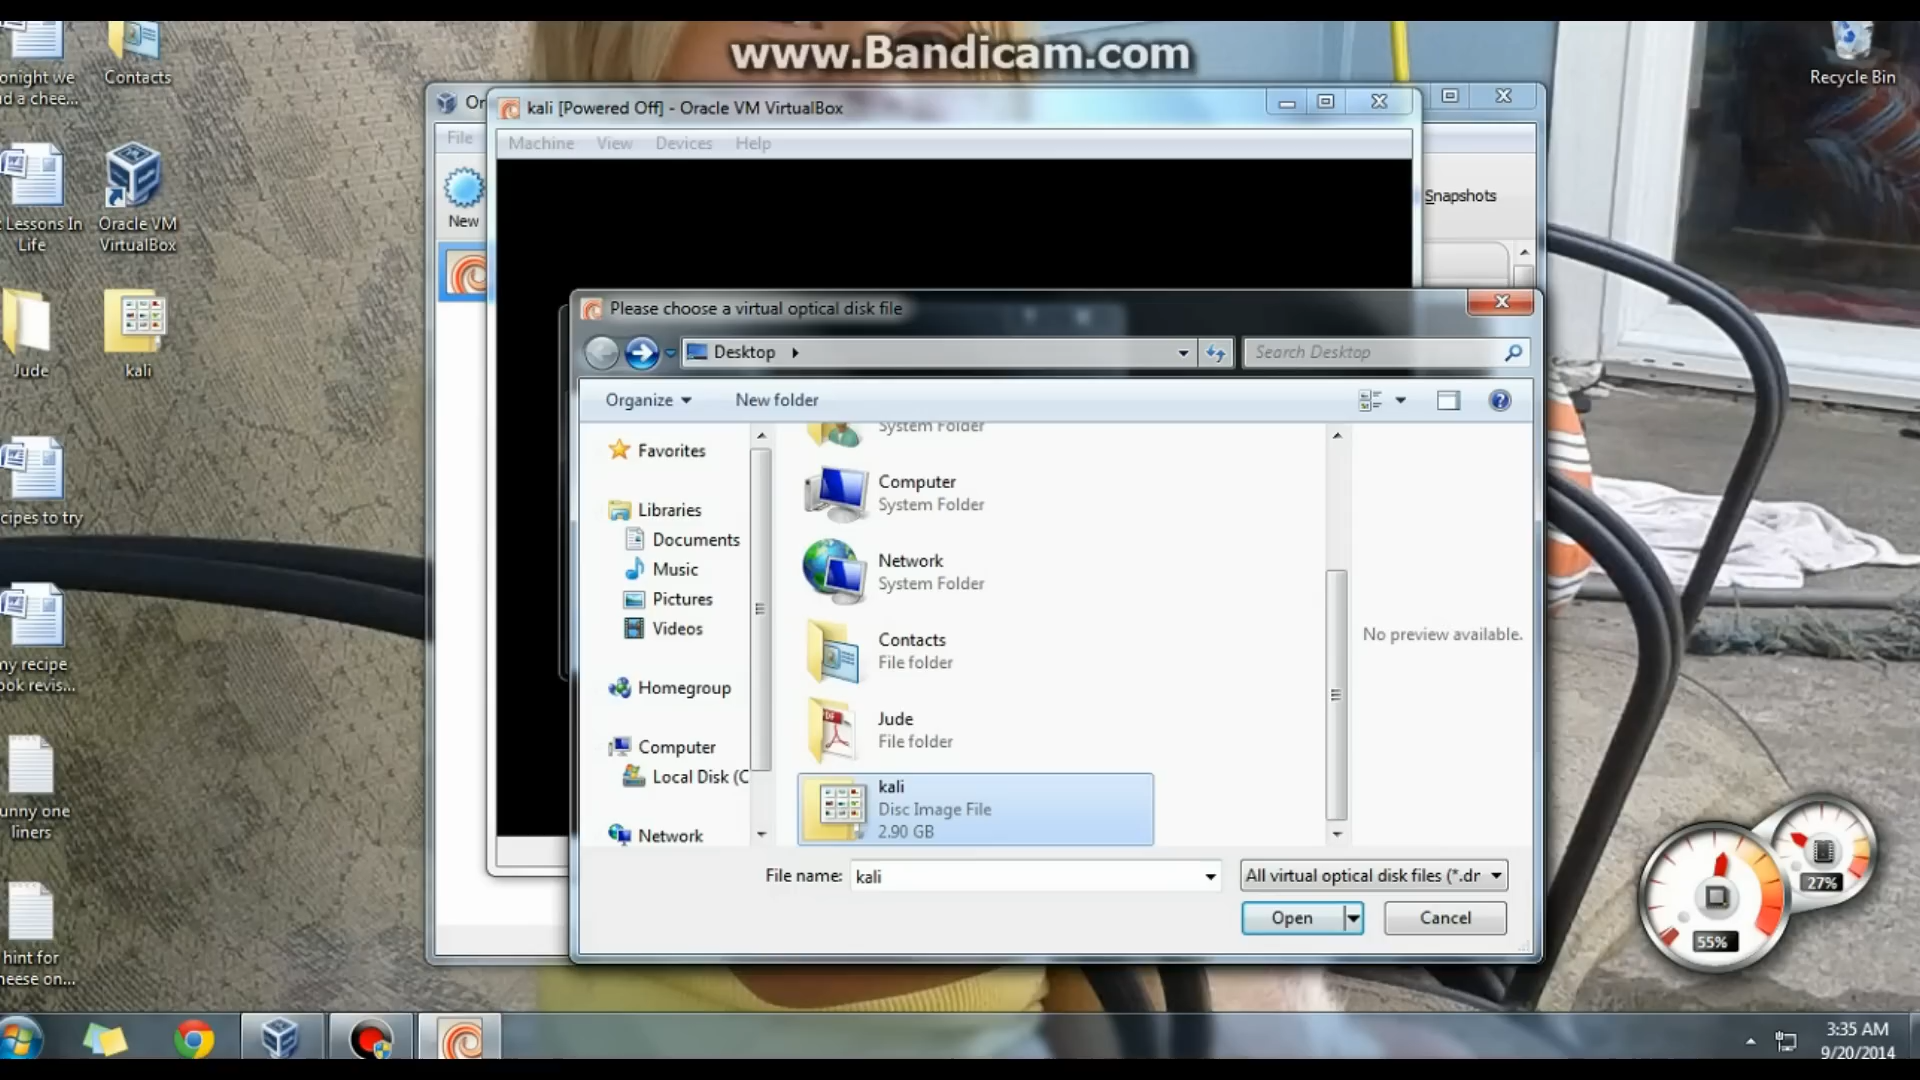 www.Bandicam.com
onight we
d a chee...
Contacts
Recycle Bin
Or
kali [Powered Off] - Oracle VM VirtualBox
File
Machine View Devices Help
New
Snapshots
Lessons In
Life
Oracle VM
VirtualBox
Jude
kali
Please choose a virtual optical disk file
Desktop
Search Desktop
Organize
New folder
Favorites
Libraries
Documents
Music
Pictures
Videos
Homegroup
Computer
Local Disk (C
Network
System Folder
Computer
System Folder
Network
System Folder
Contacts
File folder
Jude
File folder
kali
Disc Image File
2.90 GB
No preview available.
File name:
kali
All virtual optical disk files (*.dr
Open
Cancel
cipes to try
my recipe
ook revis...
unny one
liners
hint for
heese on...
27%
55%
3:35 AM
9/20/2014